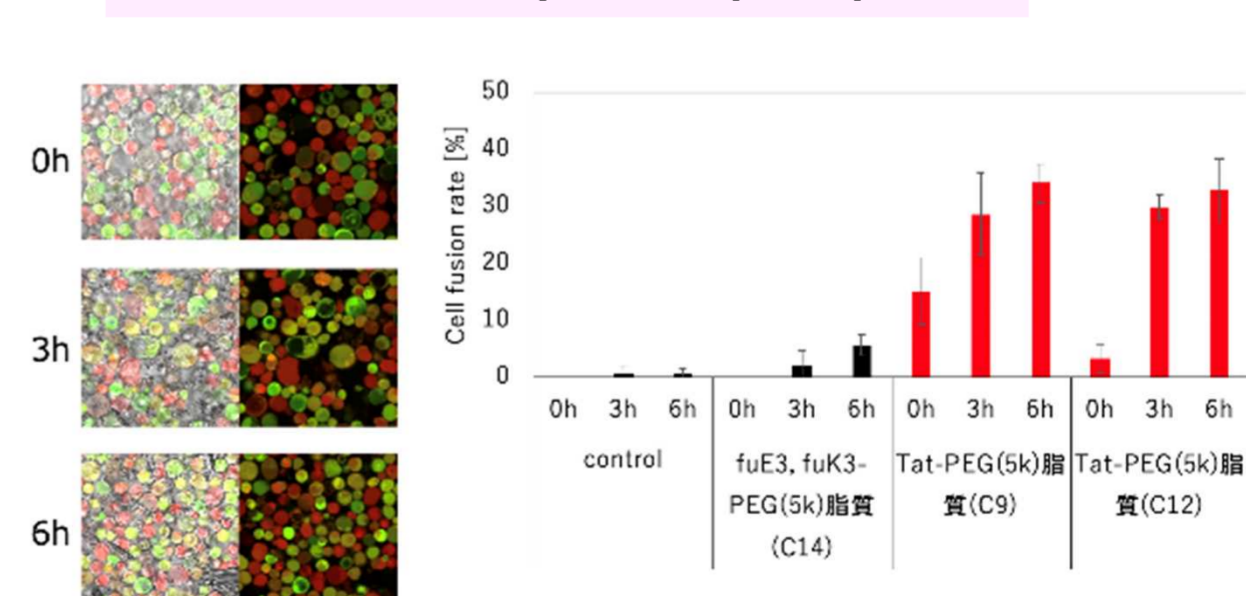 0h
3h
6h
Cell fusion rate [%]
50
40
30
20
10
0
0h 3h 6h 0h 3h 6h 0h 3h 6h 0h 3h 6h
control
fuE3, fuK3-
PEG(5k)脂質
(C14)
Tat-PEG(5k)脂
質(C9)
Tat-PEG(5k)脂
質(C12)